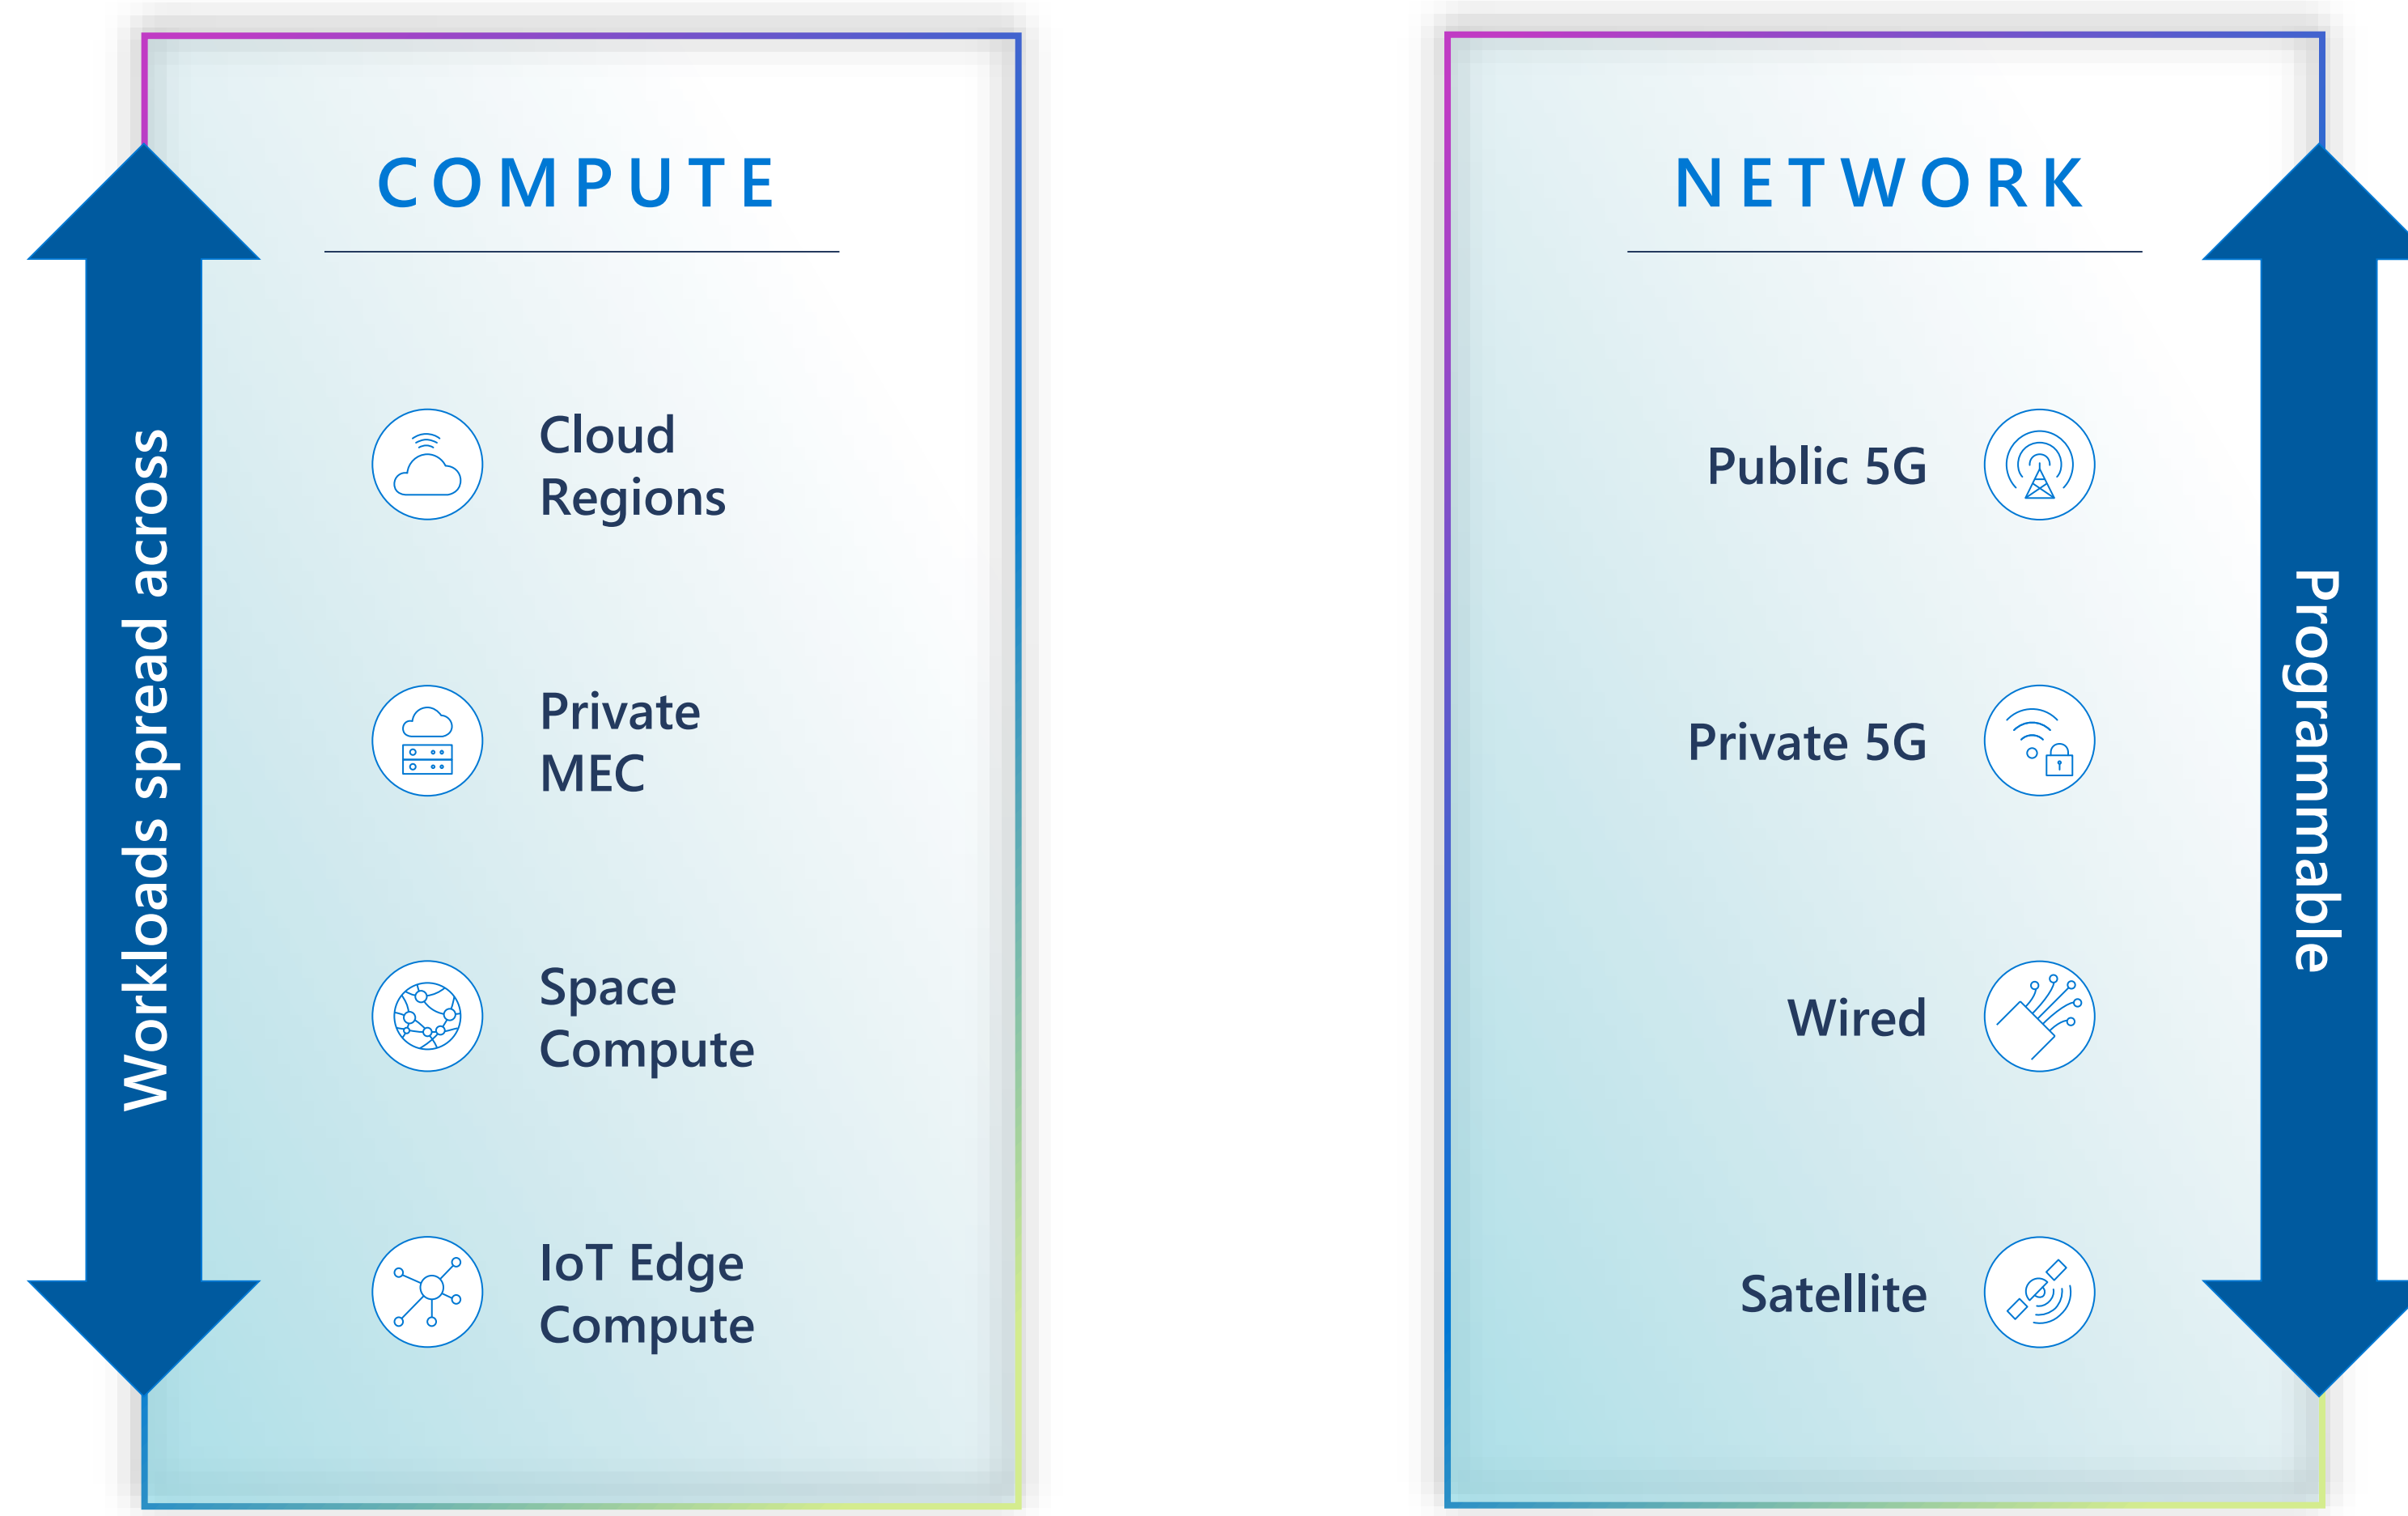 COMPUTE
Workloads spread across
Cloud
Regions
Private
MEC
Space
Compute
IoT Edge
Compute
NETWORK
Public 5G
Private 5G
Wired
Satellite
Programmable